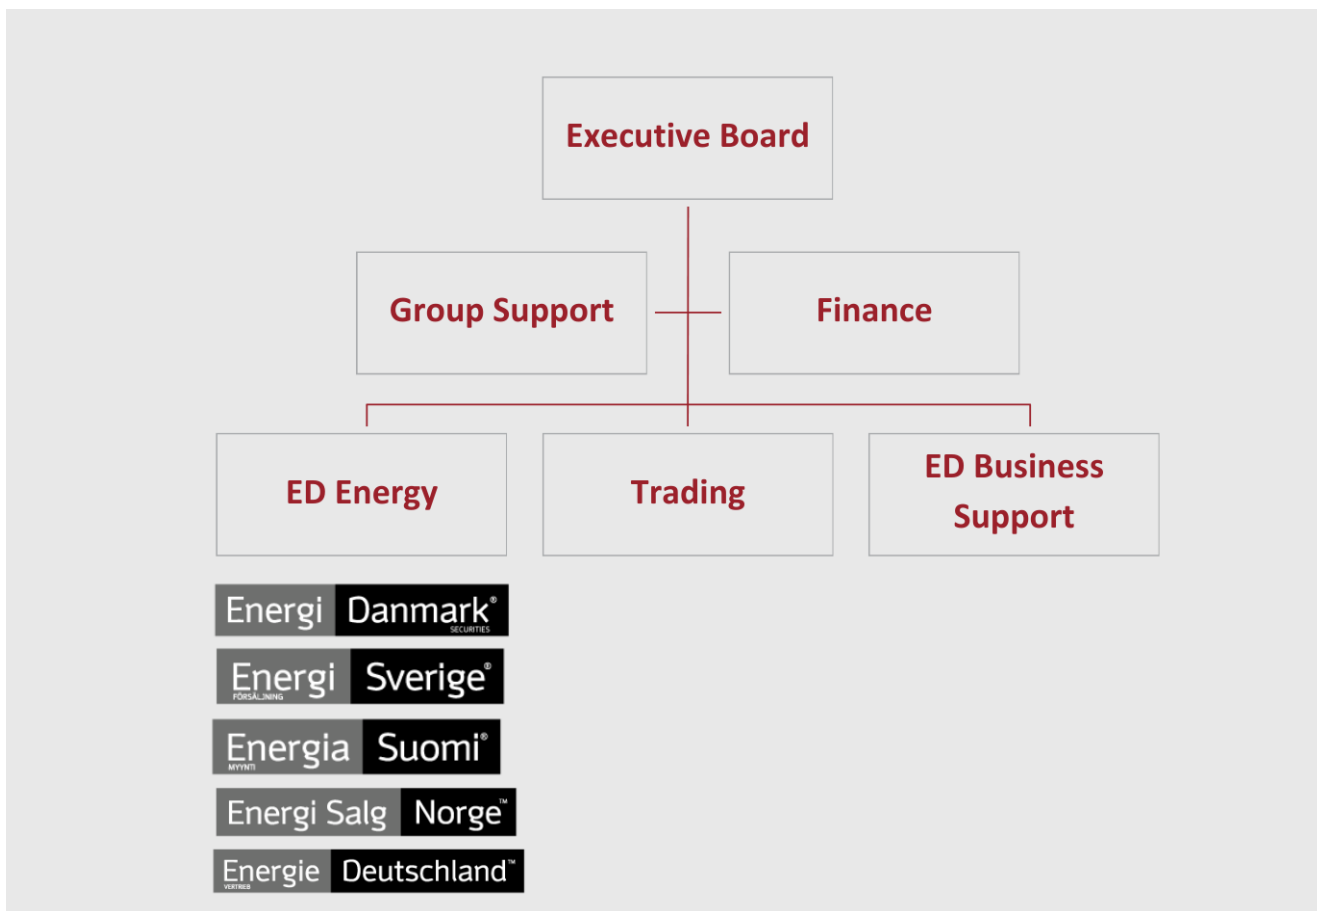 Executive Board
Group Support
Finance
ED Energy
Trading
ED Business
Support
Energi Danmark®
SECURITIES
Energi Sverige®
FÖRSÄLJNING
Energia Suomi®
MYYNTI
Energi Salg Norge™
Energie Deutschland™
VERTRIEB